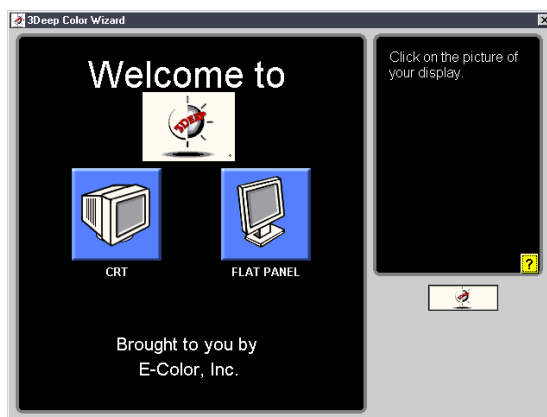 3Deep Color Wizard
Welcome to
3DEEP
CRT
FLAT PANEL
Brought to you by
E-Color, Inc.
Click on the picture of
your display.
?